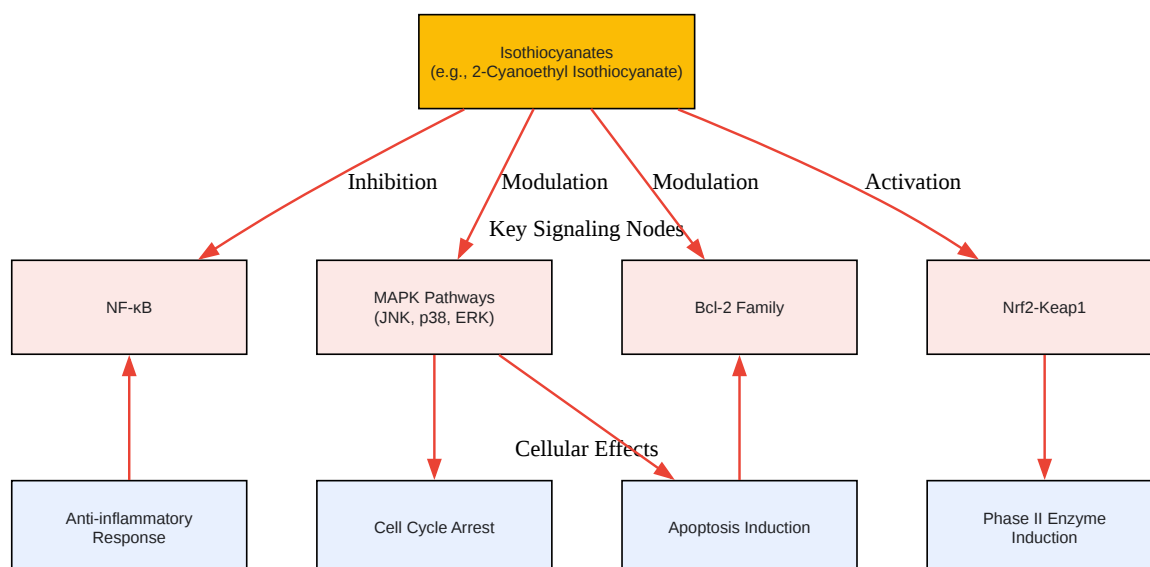 Isothiocyanates
(e.g., 2-Cyanoethyl Isothiocyanate)
Inhibition
Modulation
Modulation
Activation
Key Signaling Nodes
NF-κB
MAPK Pathways
(JNK, p38, ERK)
Bcl-2 Family
Nrf2-Keap1
Cellular Effects
Anti-inflammatory
Response
Cell Cycle Arrest
Apoptosis Induction
Phase II Enzyme
Induction